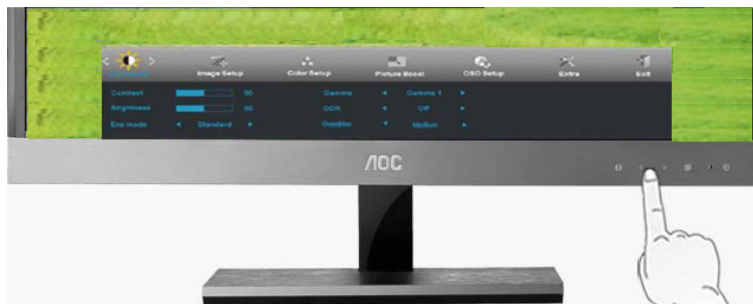 Luminance Image Setup Color Setup Picture Boost OSD Setup Extra Exit
Contrast 50 Gamma Gamma 1
Brightness 50 DCR Off
Eco mode Standard Overdrive Medium
AOC